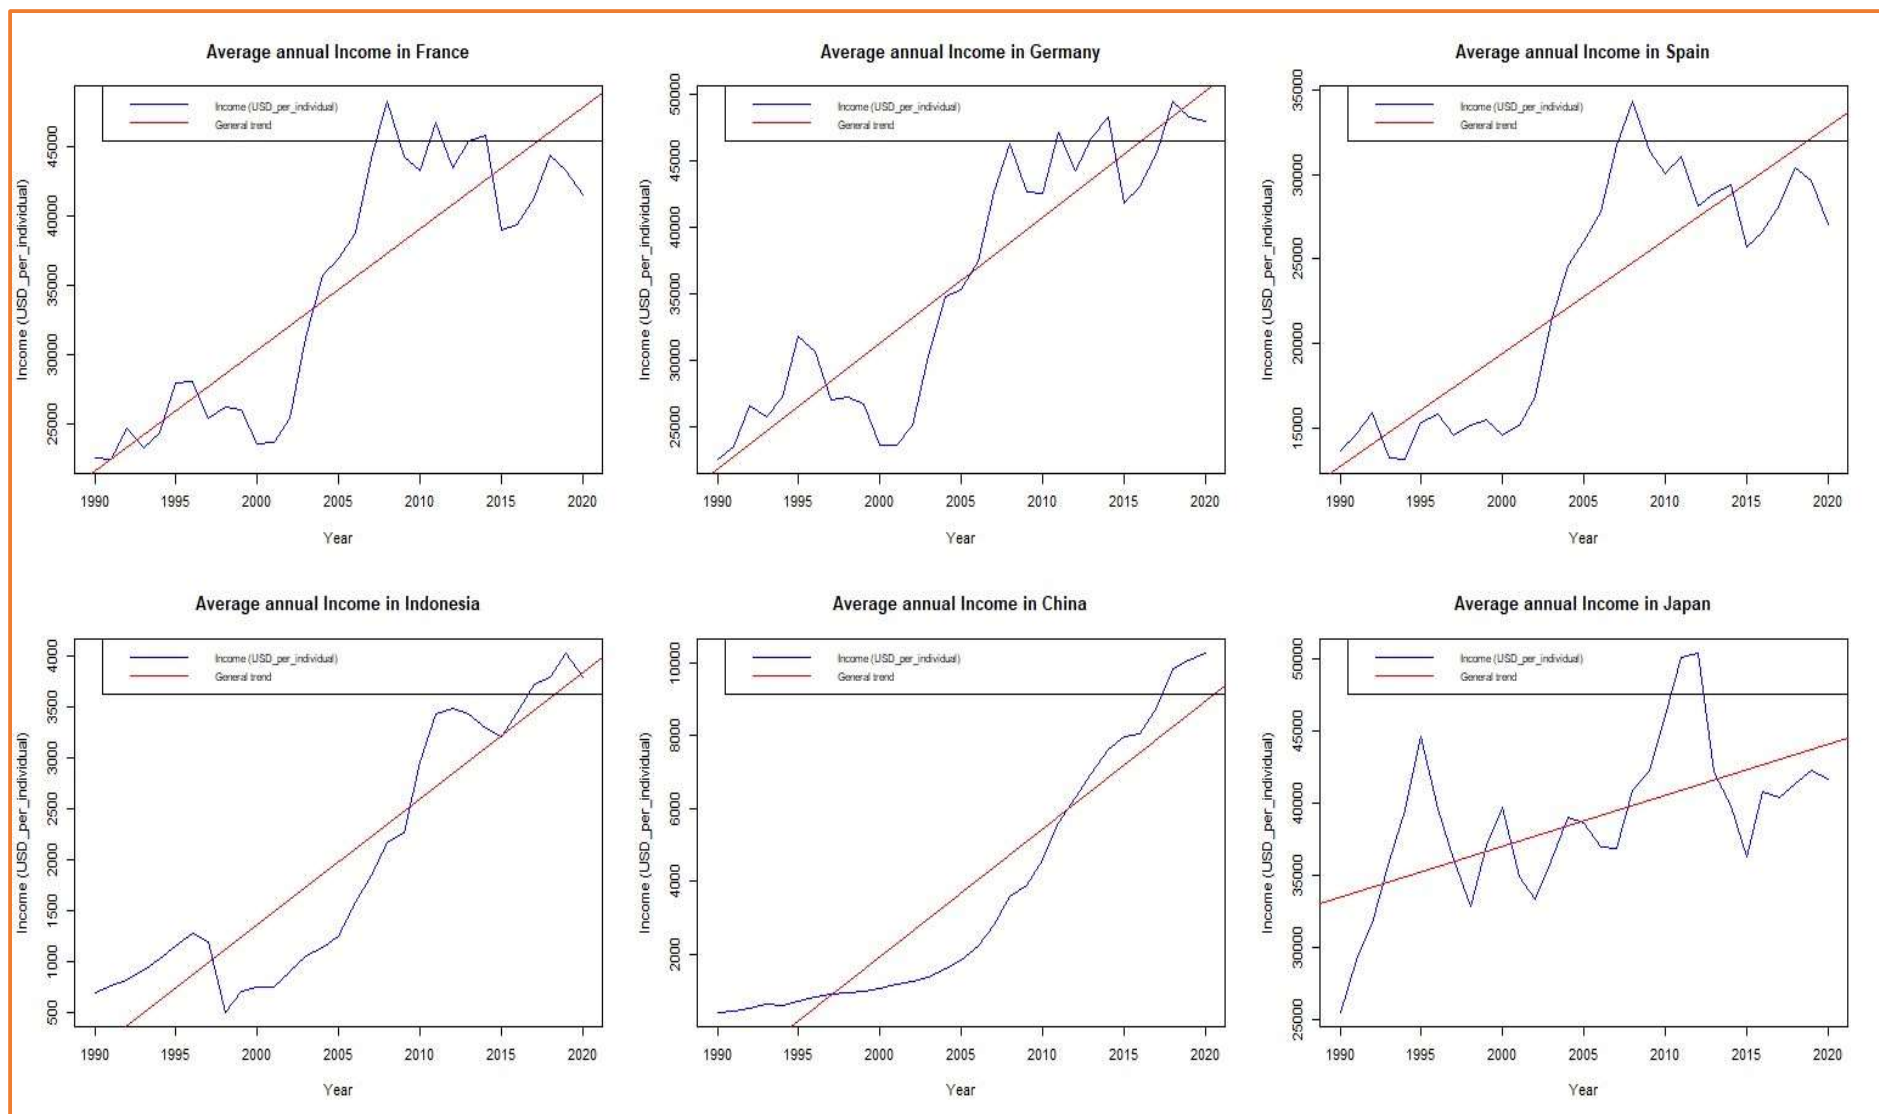 Average annual Income in France
Income (USD_per_individual)
General trend
Income (USD_per_individual)
25000 30000 35000 40000 45000
1990 1995 2000 2005 2010 2015 2020
Year
Average annual Income in Germany
Income (USD_per_individual)
General trend
Income (USD_per_individual)
25000 30000 35000 40000 45000 50000
1990 1995 2000 2005 2010 2015 2020
Year
Average annual Income in Spain
Income (USD_per_individual)
General trend
Income (USD_per_individual)
15000 20000 25000 30000 35000
1990 1995 2000 2005 2010 2015 2020
Year
Average annual Income in Indonesia
Income (USD_per_individual)
General trend
Income (USD_per_individual)
500 1000 1500 2000 2500 3000 3500 4000
1990 1995 2000 2005 2010 2015 2020
Year
Average annual Income in China
Income (USD_per_individual)
General trend
Income (USD_per_individual)
2000 4000 6000 8000 10000
1990 1995 2000 2005 2010 2015 2020
Year
Average annual Income in Japan
Income (USD_per_individual)
General trend
Income (USD_per_individual)
25000 30000 35000 40000 45000 50000
1990 1995 2000 2005 2010 2015 2020
Year